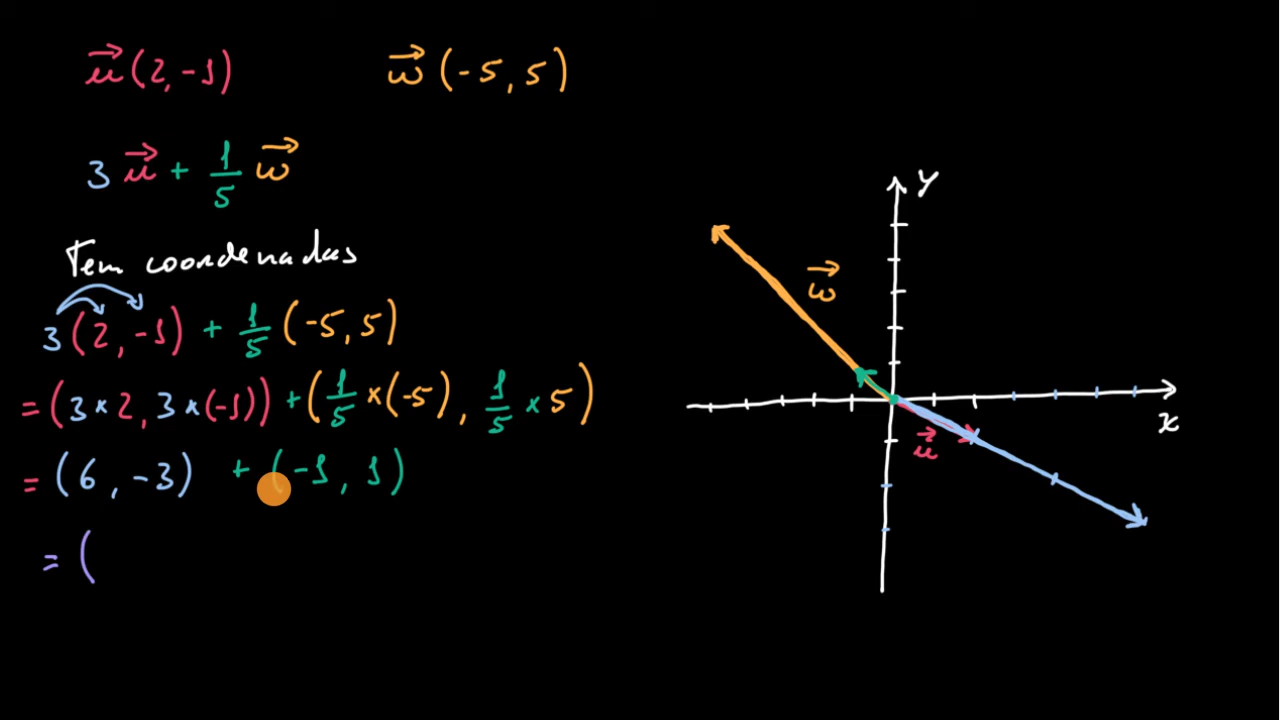 u⃗(2,-1)
w⃗(-5,5)
3u⃗ + 1/5 w⃗
Tem coordenadas
3(2,-1) + 1/5(-5,5)
=(3×2,3×(-1))+(1/5×(-5),1/5×5)
=(6,-3) + (-1,1)
=(
y
w⃗
u⃗
x